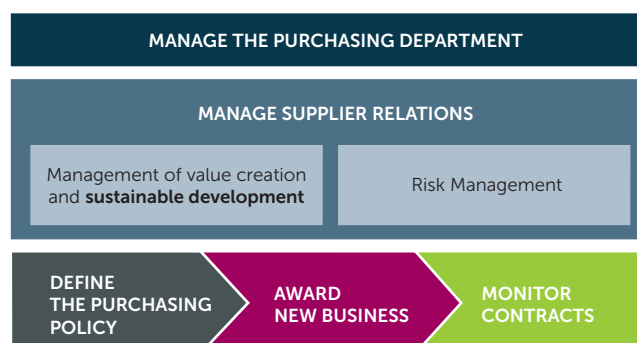 MANAGE THE PURCHASING DEPARTMENT
MANAGE SUPPLIER RELATIONS
Management of value creation
and sustainable development
Risk Management
DEFINE
THE PURCHASING
POLICY
AWARD
NEW BUSINESS
MONITOR
CONTRACTS